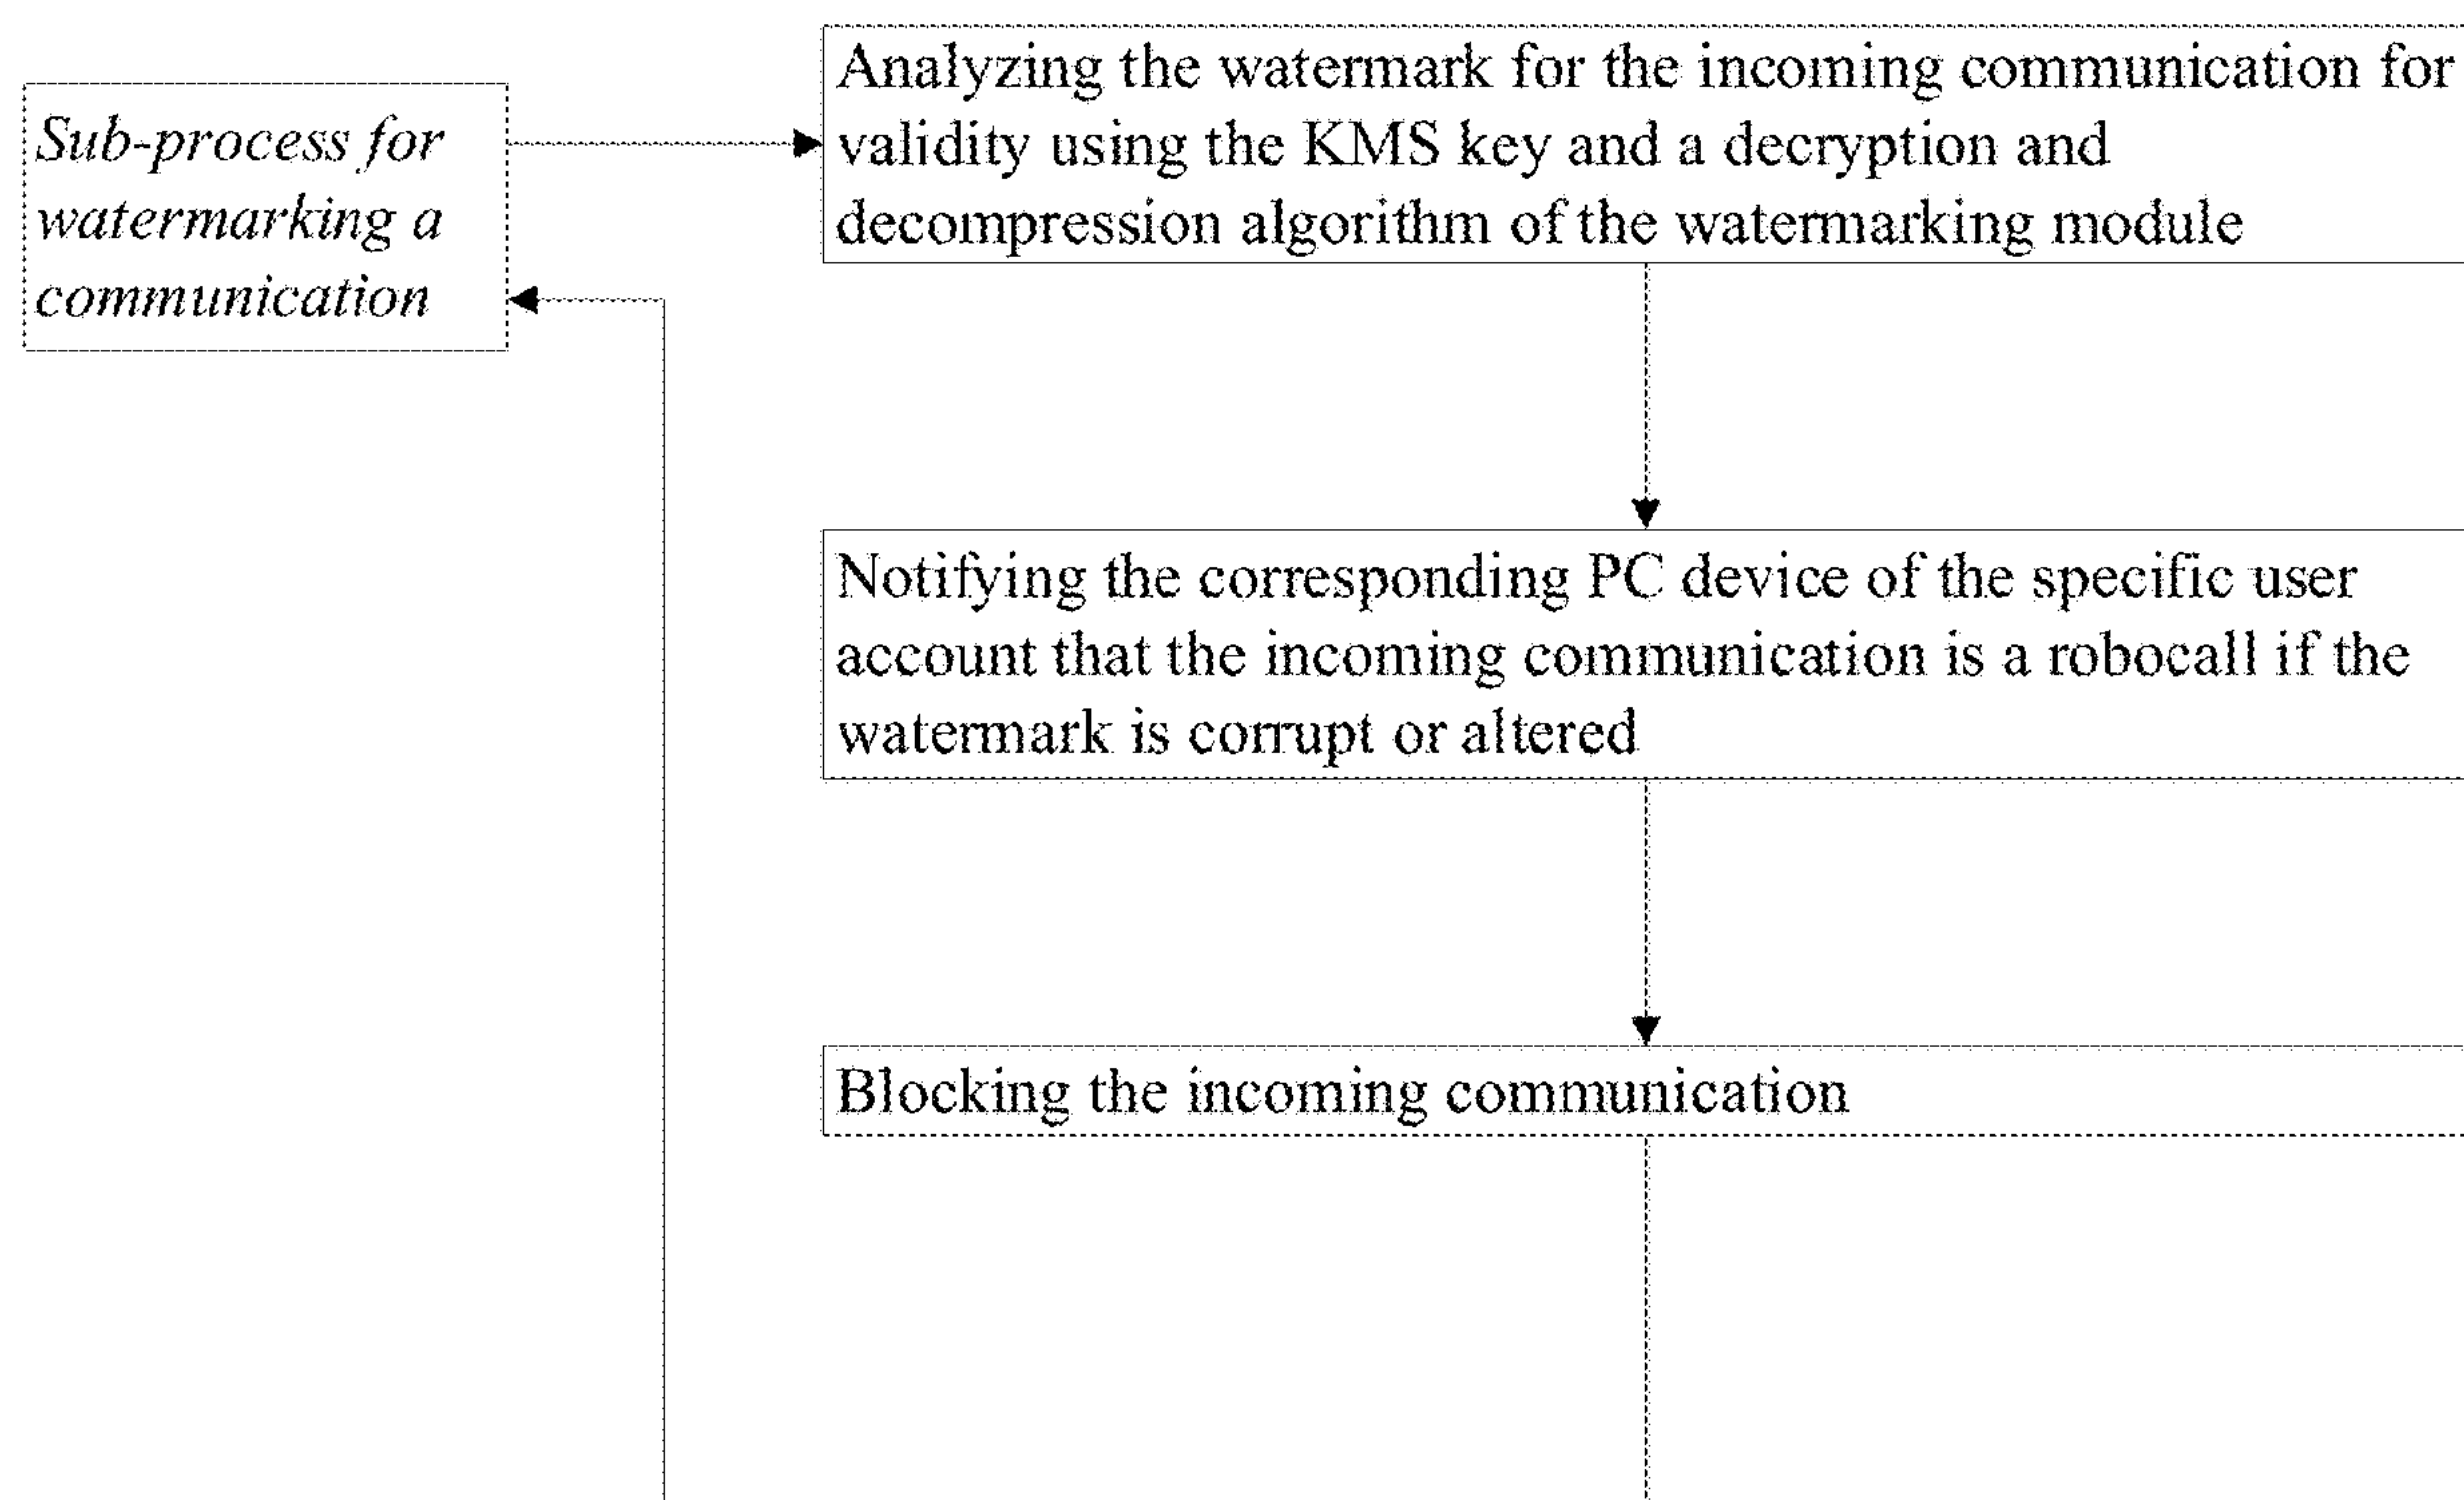 Sub-process for
watermarking a
communication
Analyzing the watermark for the incoming communication for
validity using the KMS key and a decryption and
decompression algorithm of the watermarking module
Notifying the corresponding PC device of the specific user
account that the incoming communication is a robocall if the
watermark is corrupt or altered
Blocking the incoming communication